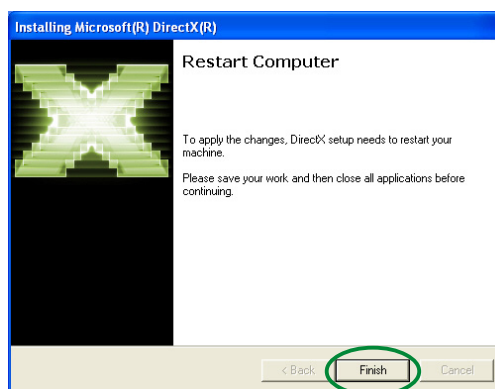 Installing Microsoft(R) DirectX(R)
Restart Computer
To apply the changes, DirectX setup needs to restart your
machine.
Please save your work and then close all applications before
continuing.
< Back
Finish
Cancel